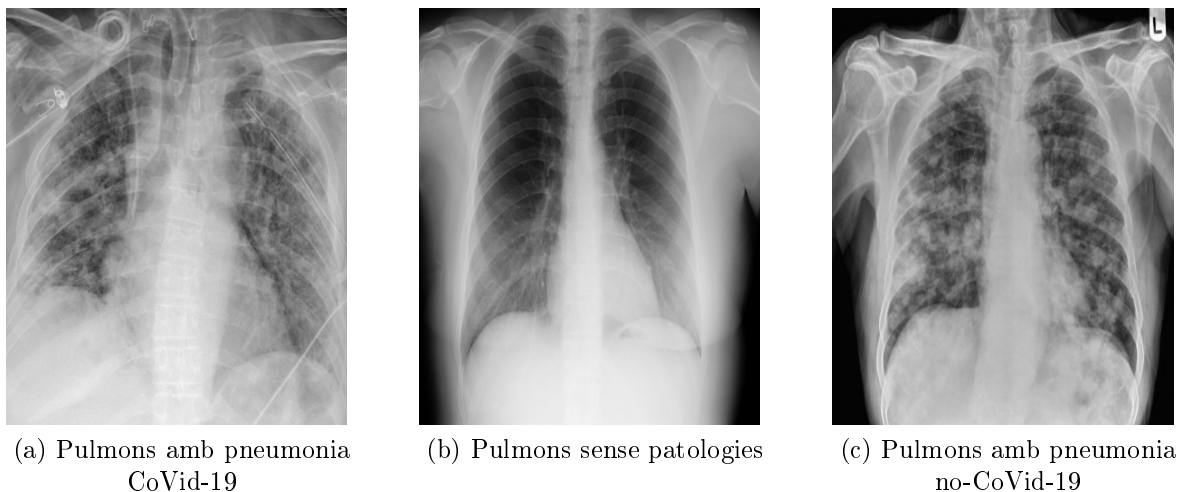 L
(a) Pulmons amb pneumonia
CoVid-19
(b) Pulmons sense patologies
(c) Pulmons amb pneumonia
no-CoVid-19